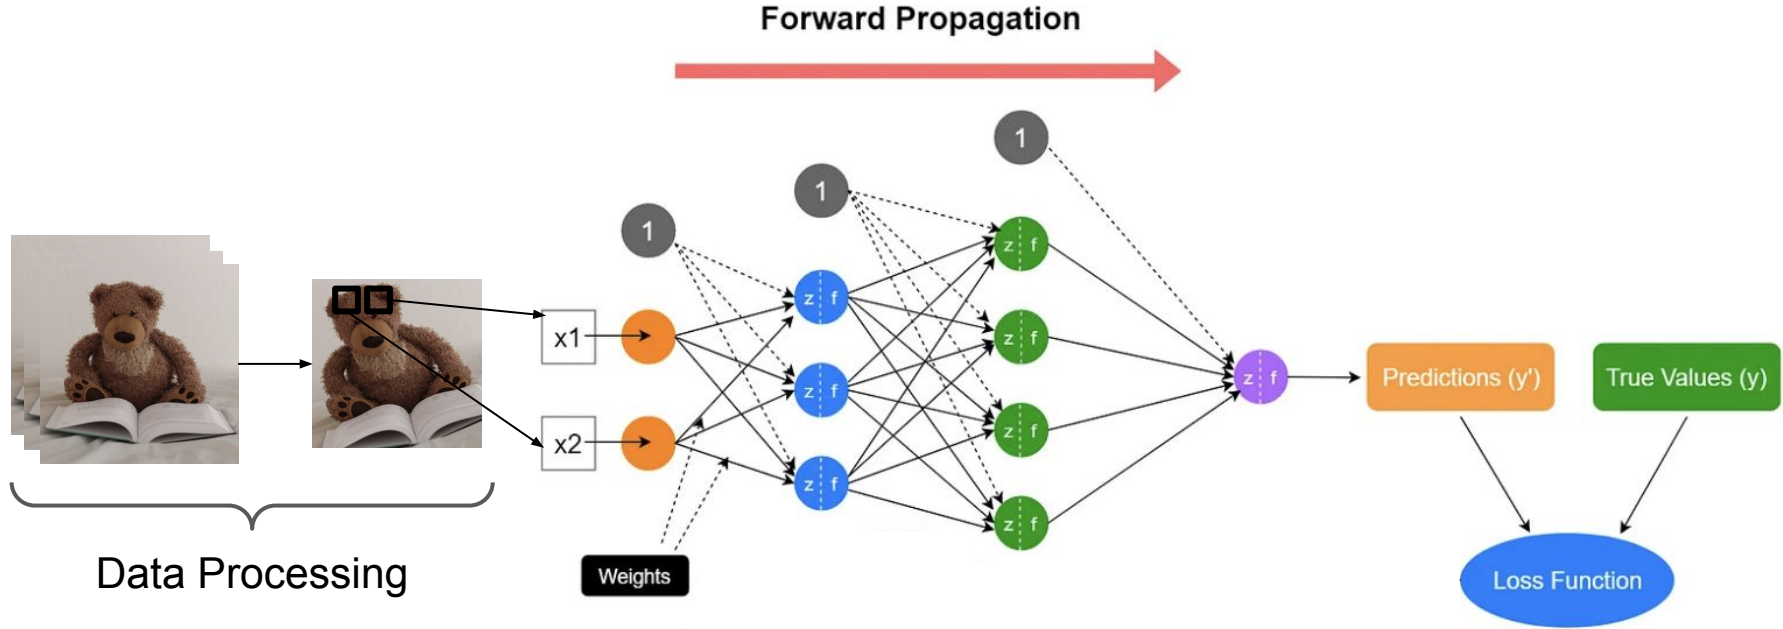 Forward Propagation
1
1
1
z f
z f
z f
z f
z f
z f
z f
z f
x1
x2
Predictions (y')
True Values (y)
Loss Function
Weights
Data Processing